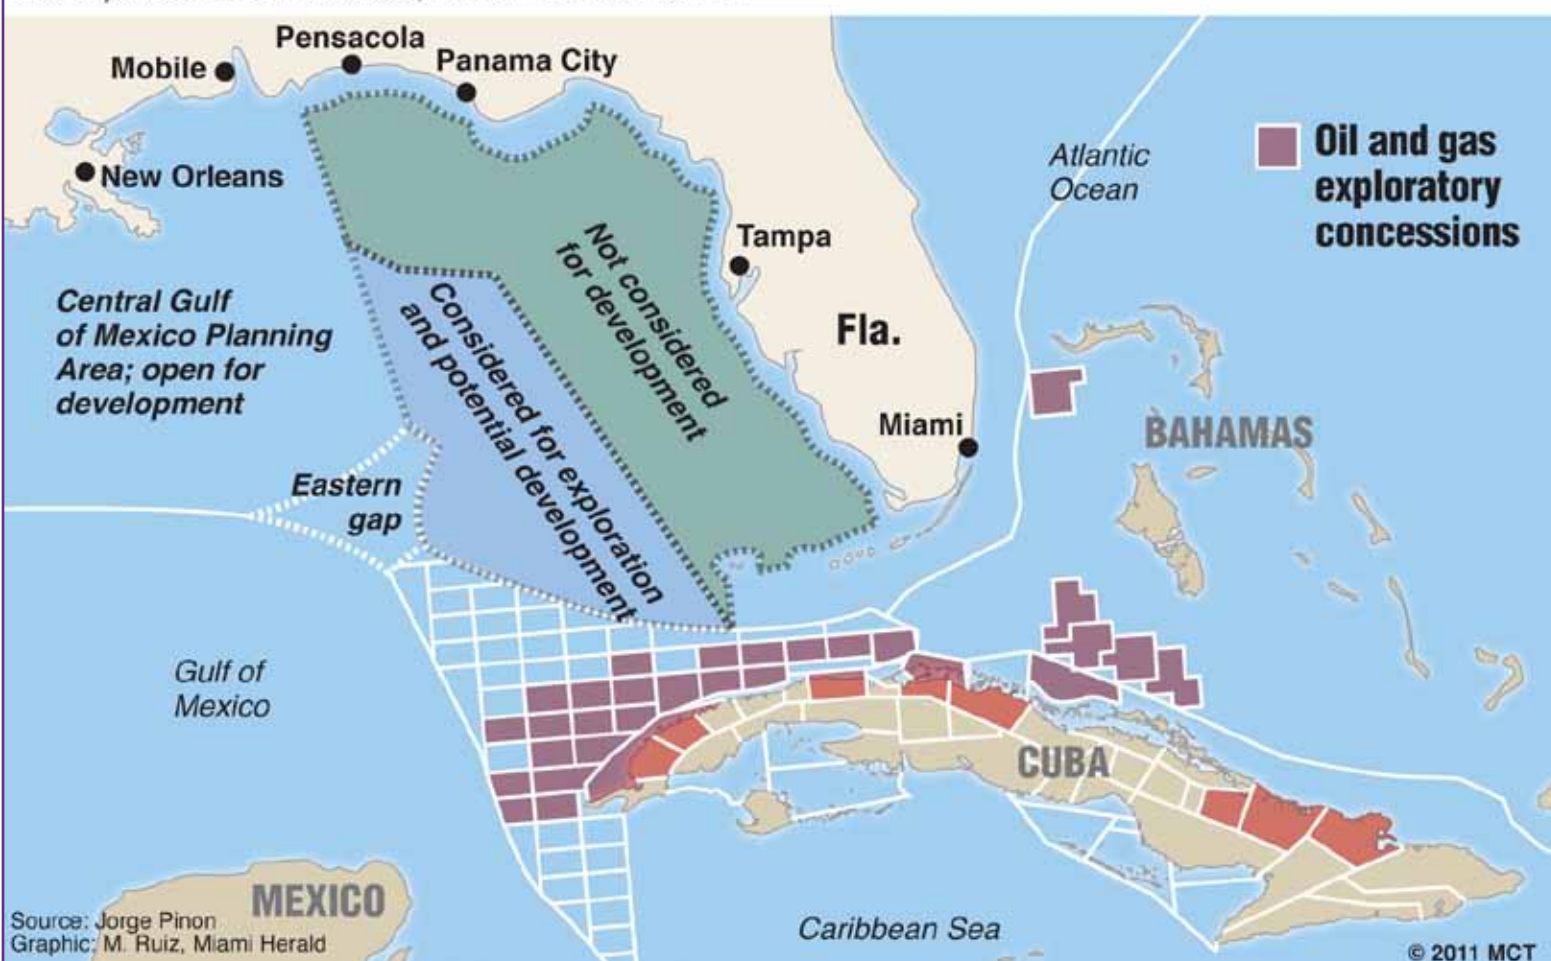 Mobile
Pensacola
Panama City
New Orleans
Atlantic
Ocean
Oil and gas
exploratory
concessions
Tampa
Not considered
for development
Central Gulf
of Mexico Planning
Area; open for
development
Considered for exploration
and potential development
Fla.
Miami
BAHAMAS
Eastern
gap
Gulf of
Mexico
CUBA
MEXICO
Caribbean Sea
Source: Jorge Pinon
Graphic: M. Ruiz, Miami Herald
© 2011 MCT